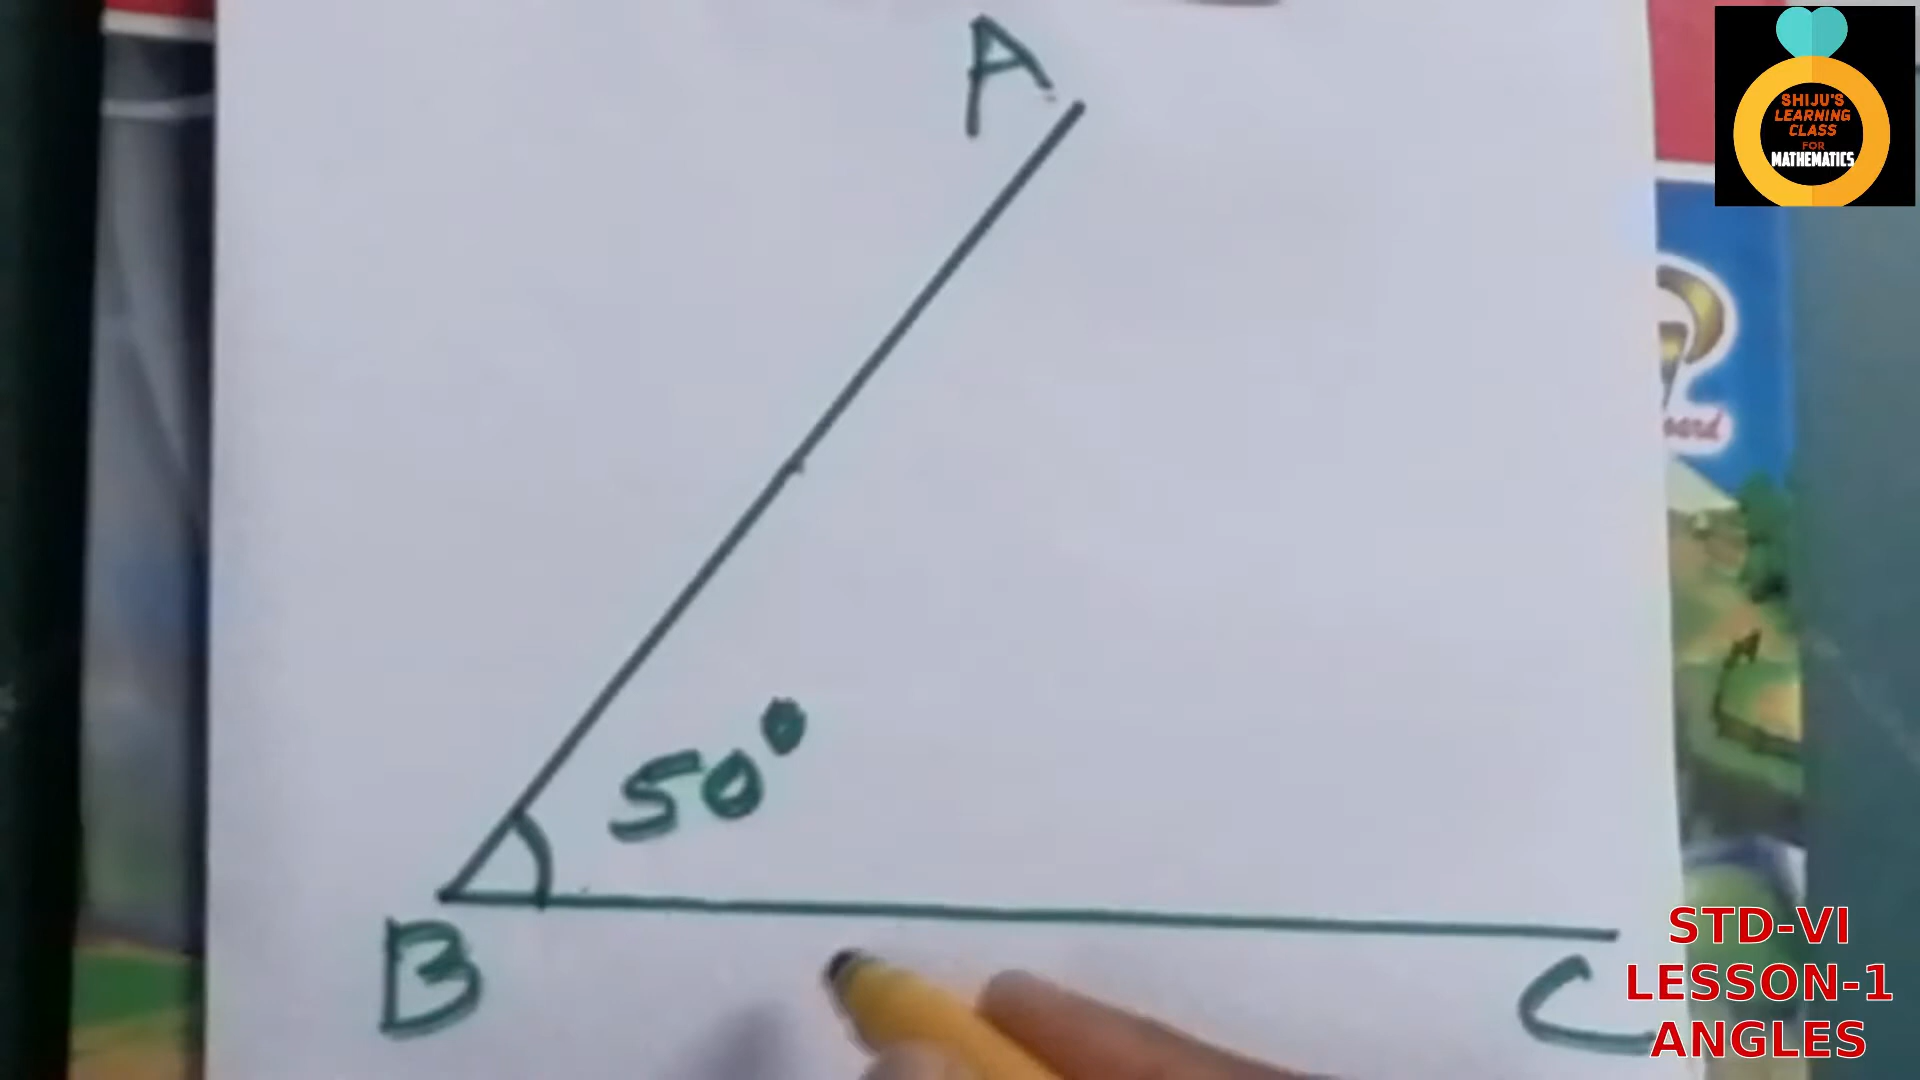 A
SHIJU'S
LEARNING
CLASS
FOR
MATHEMATICS
50°
B
C
STD-VI
LESSON-1
ANGLES